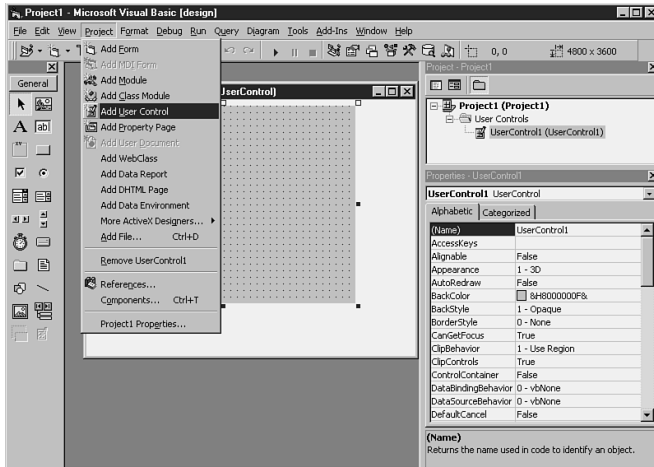 Project1 - Microsoft Visual Basic [design]
File Edit View Project Format Debug Run Query Diagram Tools Add-Ins Window Help
0, 0 4800 x 3600
General
A ab|
Add Form
Add MDI Form
Add Module
Add Class Module
Add User Control
Add Property Page
Add User Document
Add WebClass
Add Data Report
Add DHTML Page
Add Data Environment
More ActiveX Designers...
Add File... Ctrl+D
Remove UserControl1
References...
Components... Ctrl+T
Project1 Properties...
UserControl)
Project - Project1
Project1 (Project1)
User Controls
UserControl1 (UserControl1)
Properties - UserControl1
UserControl1 UserControl
Alphabetic Categorized
(Name) UserControl1
AccessKeys
Alignable False
Appearance 1 - 3D
AutoRedraw False
BackColor &H8000000F&
BackStyle 1 - Opaque
BorderStyle 0 - None
CanGetFocus True
ClipBehavior 1 - Use Region
ClipControls True
ControlContainer False
DataBindingBehavior 0 - vbNone
DataSourceBehavior 0 - vbNone
DefaultCancel False
(Name)
Returns the name used in code to identify an object.